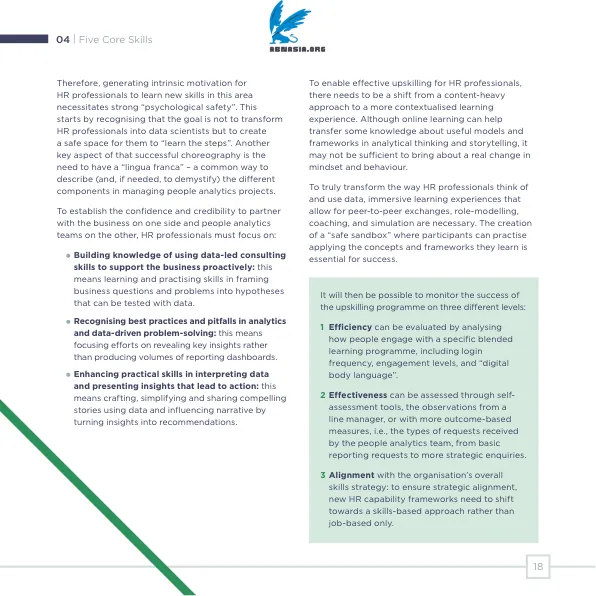 04 | Five Core Skills
ABNASIA.ORG
Therefore, generating intrinsic motivation for
HR professionals to learn new skills in this area
necessitates strong “psychological safety”. This
starts by recognising that the goal is not to transform
HR professionals into data scientists but to create
a safe space for them to “learn the steps”. Another
key aspect of that successful choreography is the
need to have a “lingua franca” – a common way to
describe (and, if needed, to demystify) the different
components in managing people analytics projects.
To establish the confidence and credibility to partner
with the business on one side and people analytics
teams on the other, HR professionals must focus on:
Building knowledge of using data-led consulting
skills to support the business proactively: this
means learning and practising skills in framing
business questions and problems into hypotheses
that can be tested with data.
Recognising best practices and pitfalls in analytics
and data-driven problem-solving: this means
focusing efforts on revealing key insights rather
than producing volumes of reporting dashboards.
Enhancing practical skills in interpreting data
and presenting insights that lead to action: this
means crafting, simplifying and sharing compelling
stories using data and influencing narrative by
turning insights into recommendations.
To enable effective upskilling for HR professionals,
there needs to be a shift from a content-heavy
approach to a more contextualised learning
experience. Although online learning can help
transfer some knowledge about useful models and
frameworks in analytical thinking and storytelling, it
may not be sufficient to bring about a real change in
mindset and behaviour.
To truly transform the way HR professionals think of
and use data, immersive learning experiences that
allow for peer-to-peer exchanges, role-modelling,
coaching, and simulation are necessary. The creation
of a “safe sandbox” where participants can practise
applying the concepts and frameworks they learn is
essential for success.
It will then be possible to monitor the success of
the upskilling programme on three different levels:
1 Efficiency can be evaluated by analysing
how people engage with a specific blended
learning programme, including login
frequency, engagement levels, and “digital
body language”.
2 Effectiveness can be assessed through self-
assessment tools, the observations from a
line manager, or with more outcome-based
measures, i.e., the types of requests received
by the people analytics team, from basic
reporting requests to more strategic enquiries.
3 Alignment with the organisation’s overall
skills strategy: to ensure strategic alignment,
new HR capability frameworks need to shift
towards a skills-based approach rather than
job-based only.
18